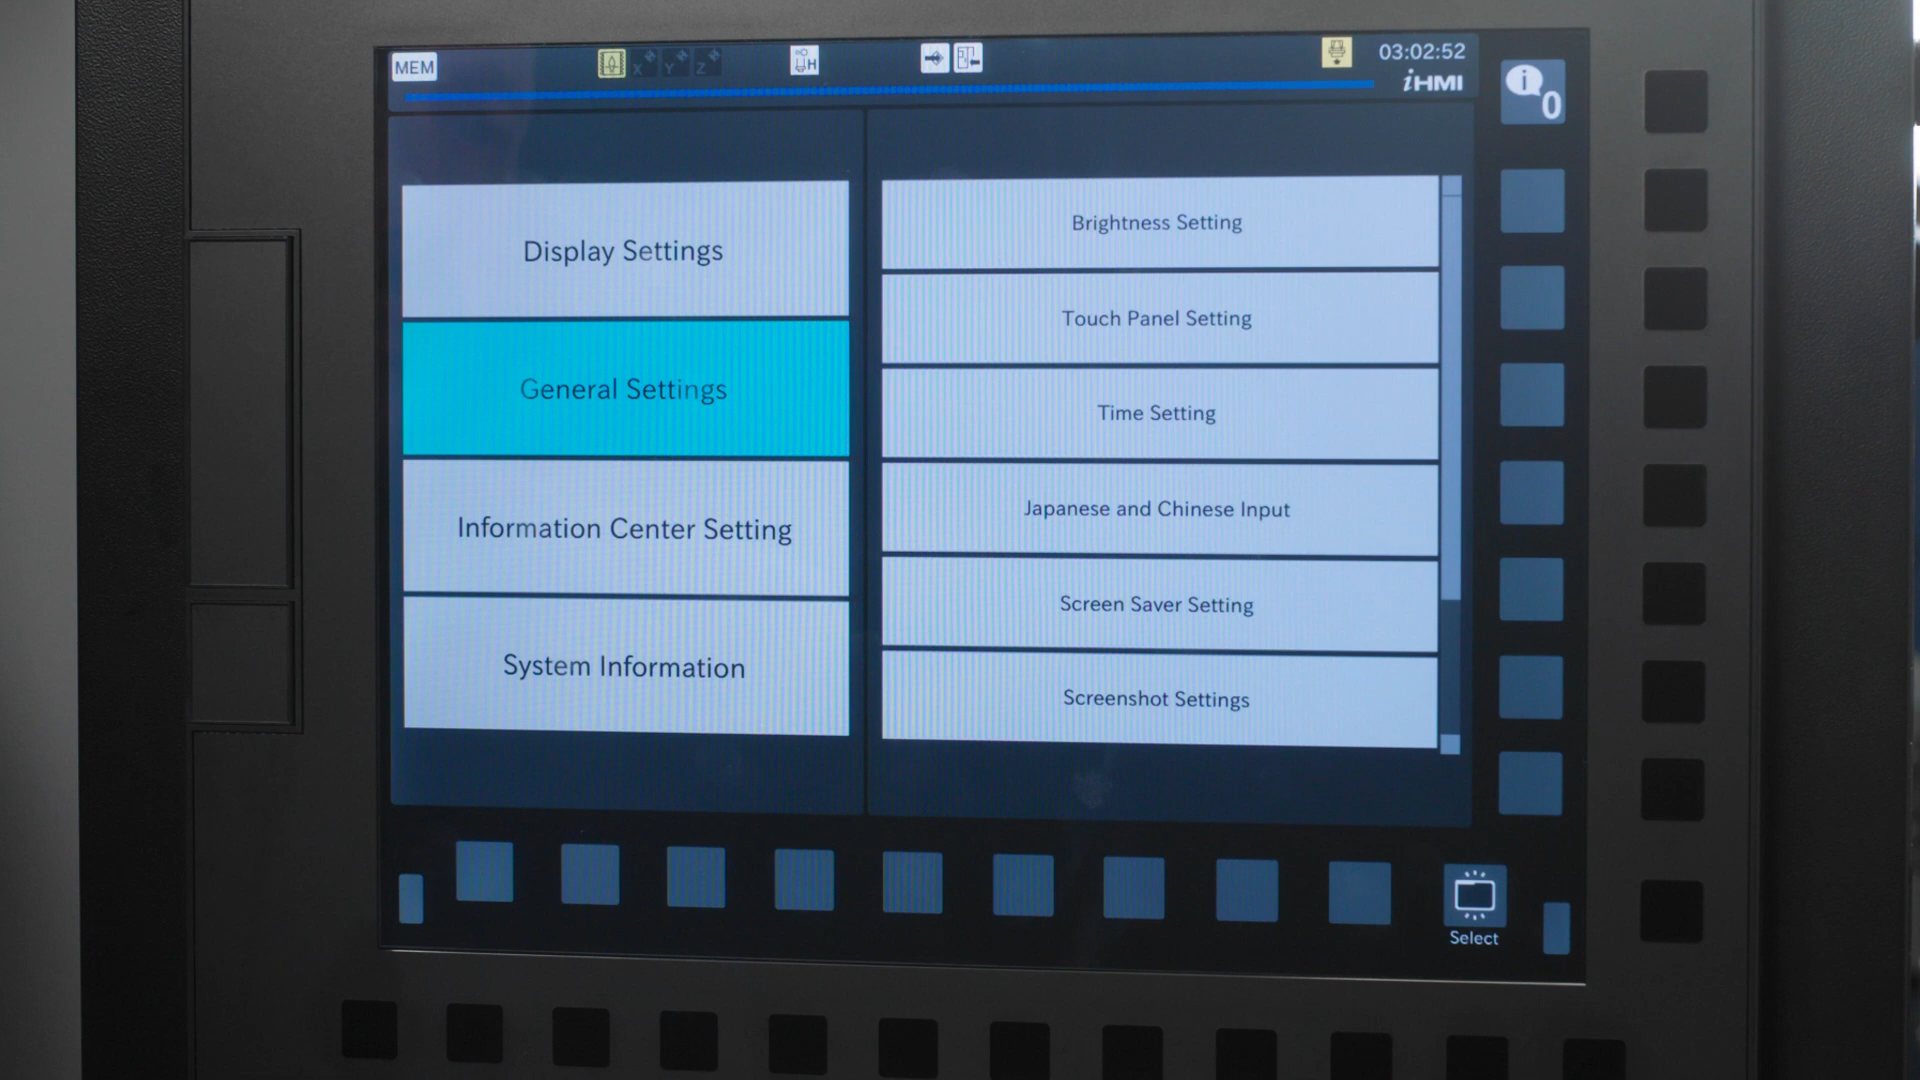 MEM
X Y Z
H
03:02:52
iHMI
i 0
Display Settings
General Settings
Information Center Setting
System Information
Brightness Setting
Touch Panel Setting
Time Setting
Japanese and Chinese Input
Screen Saver Setting
Screenshot Settings
Select